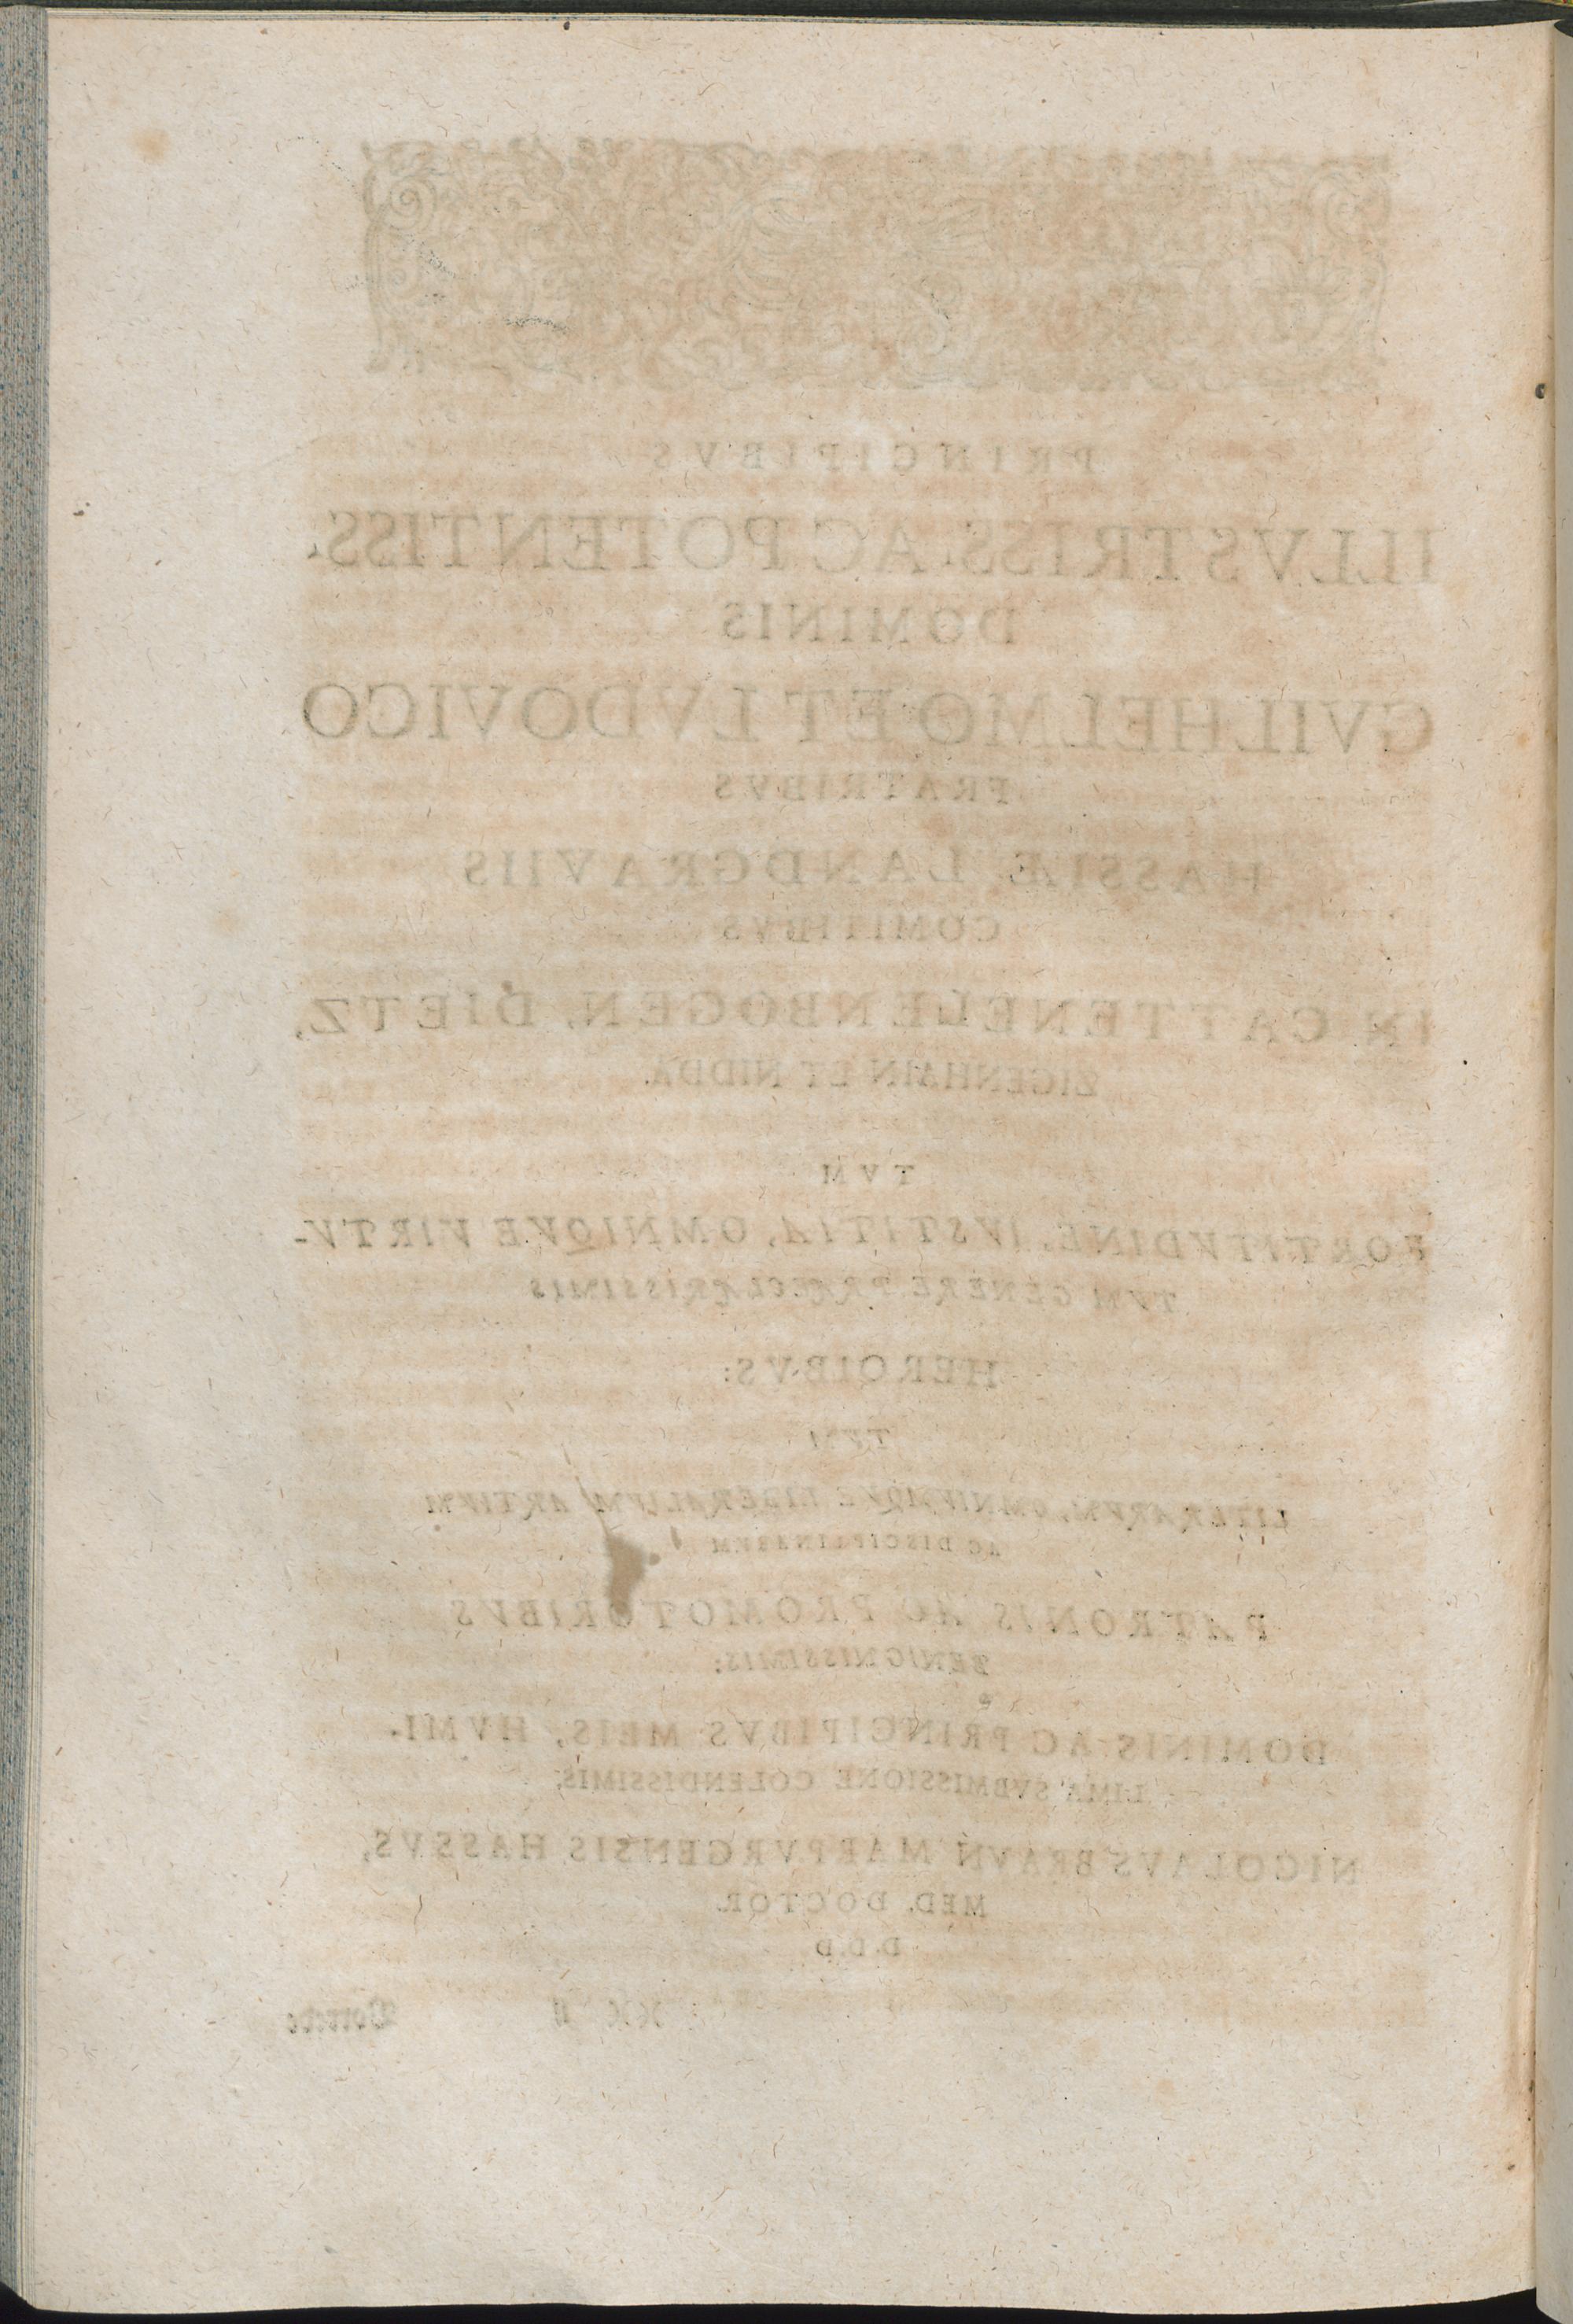 PRINCIPIBVS
ILLVSTRISS. AC POTENTISS.
DOMINIS
GVILHELMO ET LVDOVICO
FRATRIBVS
HASSIÆ LANDGRAVIIS
COMITIBVS
IN CATTENELENBOGEN, DIETZ,
ZIGENHAIN ET NIDDA.
TVM
FORTITVDINE, IVSTITIA, OMNIQVE VIRTV-
TVM GENERE PRÆCLARISSIMIS
HEROIBVS:
TVM
LITERARVM, OMNIVMQVE LIBERALIVM ARTIVM
AC DISCIPLINARVM
PATRONIS AC PROMOTORIBVS
BENIGNISSIMIS:
DOMINIS AC PRINCIPIBVS MEIS, HVMI-
LIMA SVBMISSIONE COLENDISSIMIS,
NICOLAVS BRAVN MARPVRGENSIS HASSVS,
MED. DOCTOR.
D. D. D.